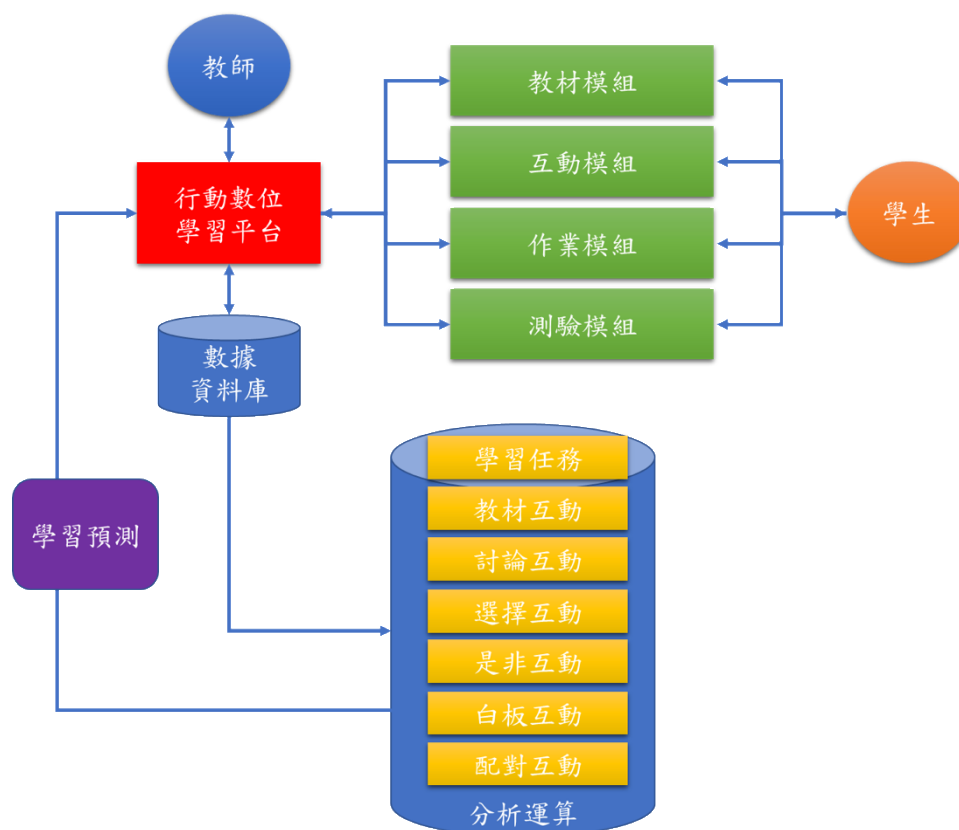 教師
行動數位
學習平台
數據
資料庫
教材模組
互動模組
作業模組
測驗模組
學生
學習預測
學習任務
教材互動
討論互動
選擇互動
是非互動
白板互動
配對互動
分析運算